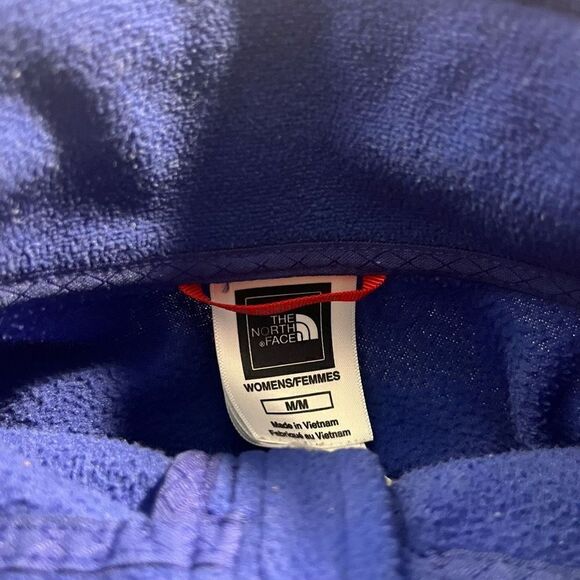 THE
NORTH
®FACE
WOMENS/FEMMES
M/M
Made in Vietnam
Fabriqué au Vietnam